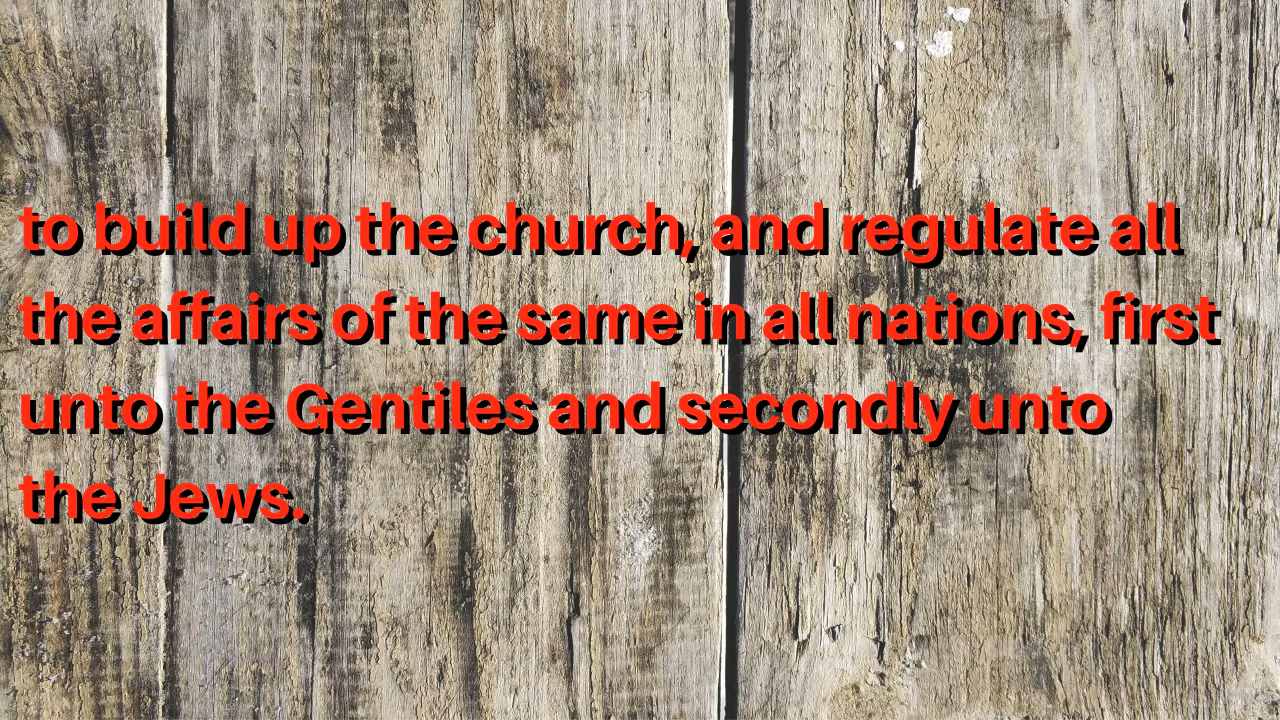 to build up the church, and regulate all
the affairs of the same in all nations, first
unto the Gentiles and secondly unto
the Jews.